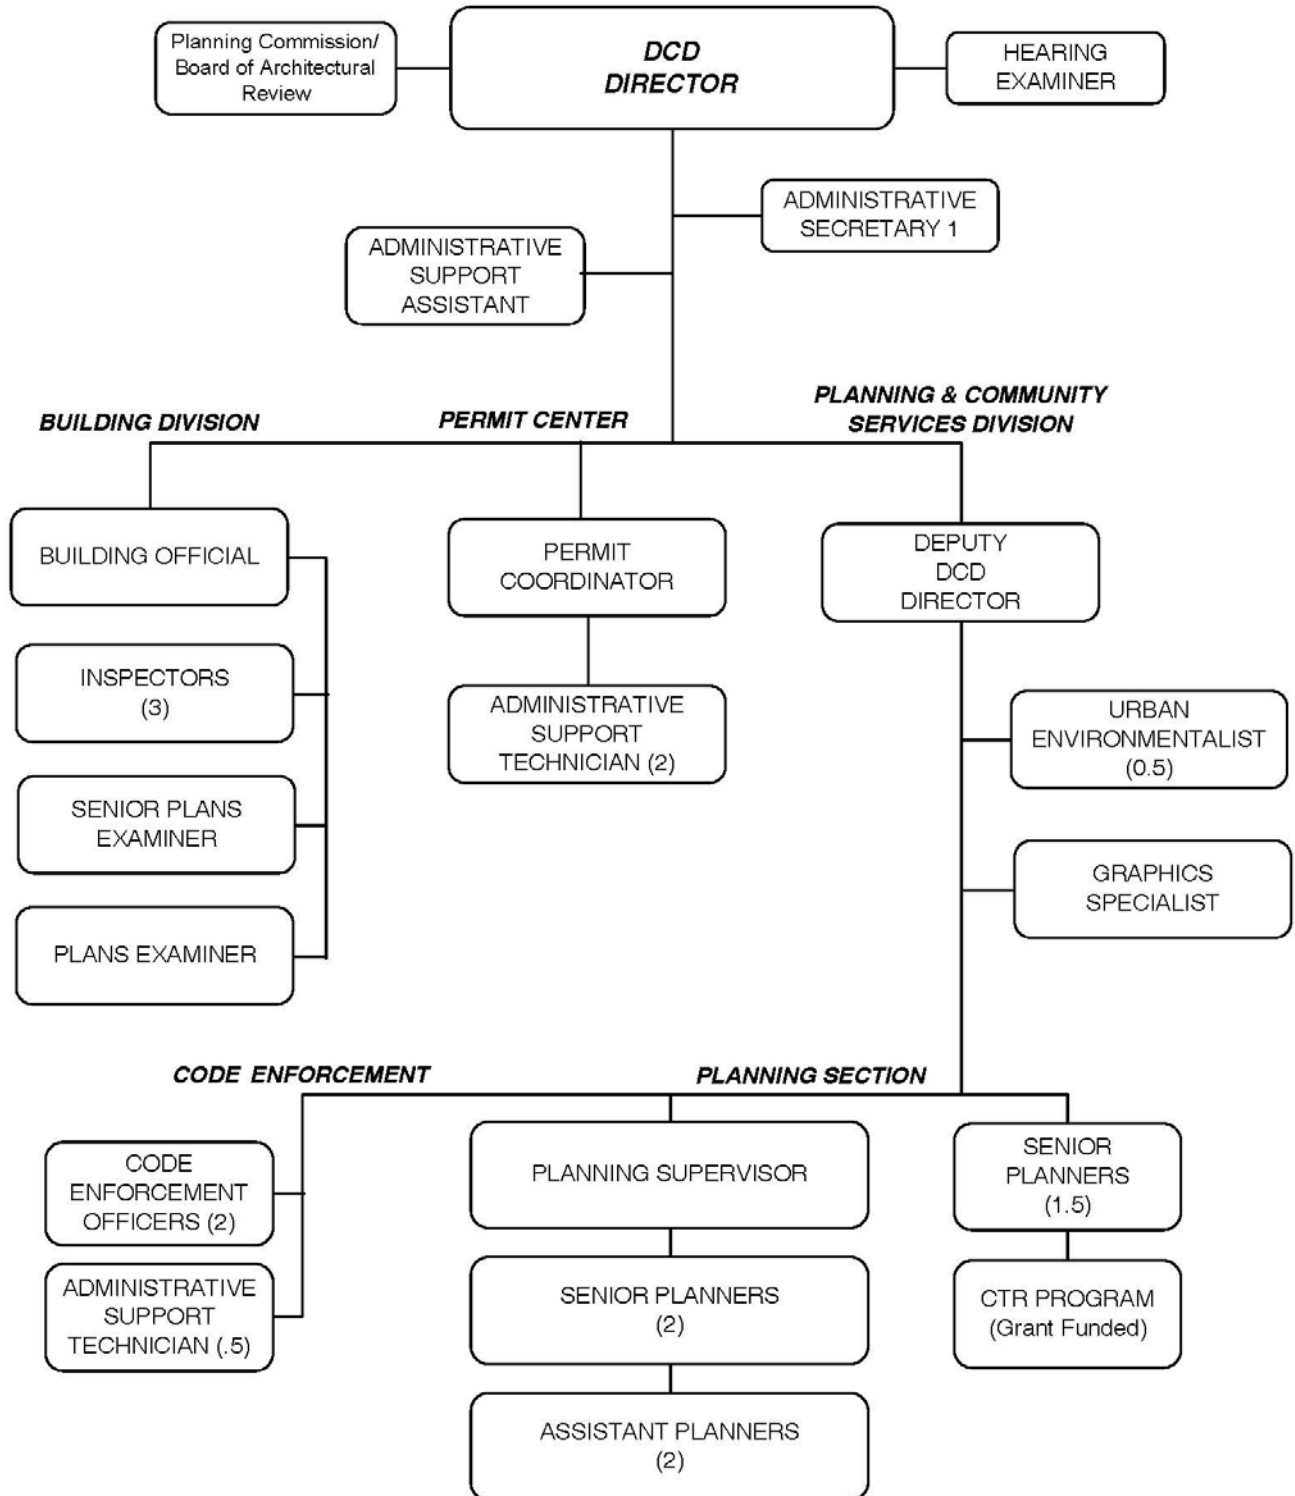 Planning Commission/
Board of Architectural
Review
DCD
DIRECTOR
HEARING
EXAMINER
ADMINISTRATIVE
SECRETARY 1
ADMINISTRATIVE
SUPPORT
ASSISTANT
BUILDING DIVISION
PERMIT CENTER
PLANNING & COMMUNITY
SERVICES DIVISION
BUILDING OFFICIAL
INSPECTORS
(3)
SENIOR PLANS
EXAMINER
PLANS EXAMINER
PERMIT
COORDINATOR
ADMINISTRATIVE
SUPPORT
TECHNICIAN (2)
DEPUTY
DCD
DIRECTOR
URBAN
ENVIRONMENTALIST
(0.5)
GRAPHICS
SPECIALIST
CODE ENFORCEMENT
PLANNING SECTION
CODE
ENFORCEMENT
OFFICERS (2)
ADMINISTRATIVE
SUPPORT
TECHNICIAN (.5)
PLANNING SUPERVISOR
SENIOR PLANNERS
(2)
ASSISTANT PLANNERS
(2)
SENIOR
PLANNERS
(1.5)
CTR PROGRAM
(Grant Funded)